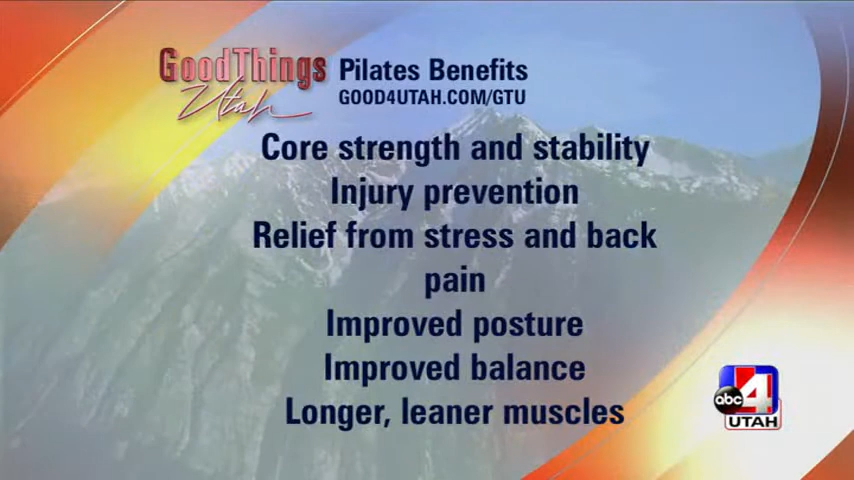 GoodThings
Utah
Pilates Benefits
GOOD4UTAH.COM/GTU
Core strength and stability
Injury prevention
Relief from stress and back
pain
Improved posture
Improved balance
Longer, leaner muscles
abc 4
UTAH